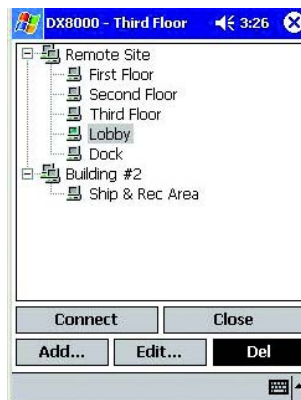 DX8000 - Third Floor 3:26
Remote Site
First Floor
Second Floor
Third Floor
Lobby
Dock
Building #2
Ship & Rec Area
Connect Close
Add... Edit... Del